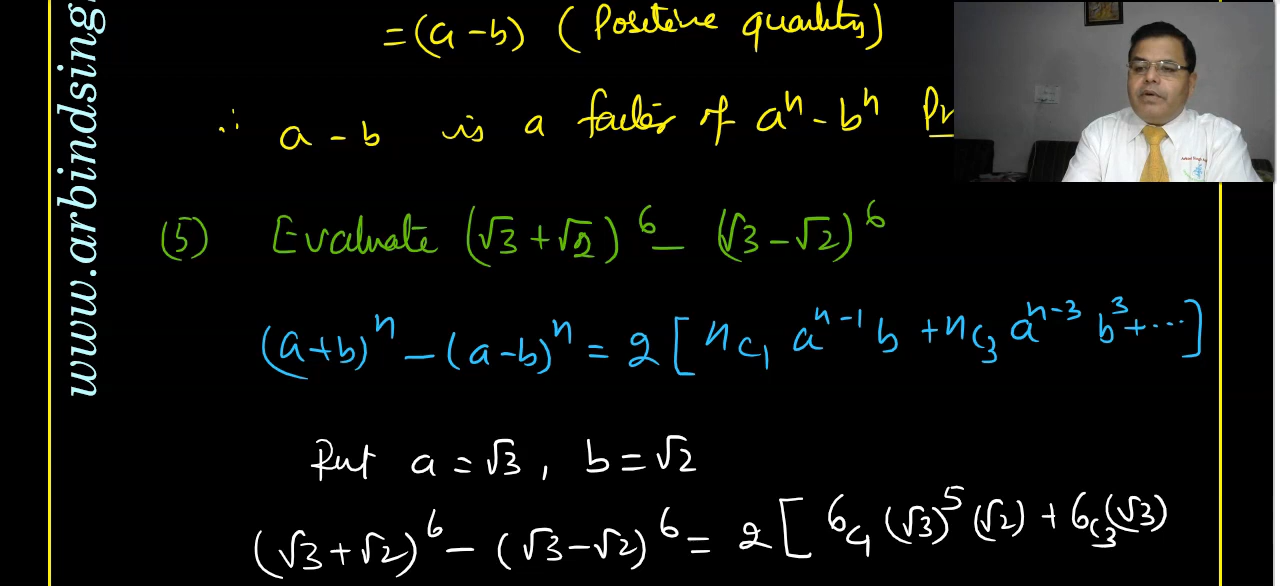 www.arbindsing
= (a - b) (Positive quantity)
∴ a - b is a factor of aⁿ - bⁿ
(5) Evaluate (√3 + √2)⁶ - (√3 - √2)⁶
(a+b)ⁿ - (a-b)ⁿ = 2 [ nC₁ aⁿ⁻¹ b + nC₃ aⁿ⁻³ b³ + ... ]
Put a = √3, b = √2
(√3 + √2)⁶ - (√3 - √2)⁶ = 2 [ 6C₁ (√3)⁵ (√2) + 6C₃ (√3)